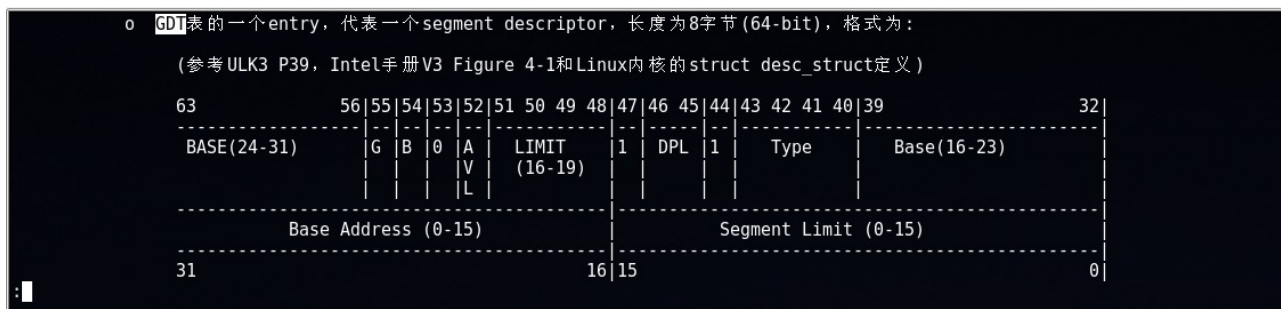 o GDT表的一个entry，代表一个segment descriptor，长度为8字节(64-bit)，格式为:
(参考ULK3 P39，Intel手册V3 Figure 4-1和Linux内核的struct desc_struct定义)
63 56|55|54|53|52|51 50 49 48|47|46 45|44|43 42 41 40|39 32|
BASE(24-31) |G |B |0 |A | LIMIT |1 | DPL |1 | Type | Base(16-23) |
| | | |V | (16-19) | | | | | |
| | | |L | | | | | | |
Base Address (0-15) | Segment Limit (0-15) |
31 16|15 0|
: